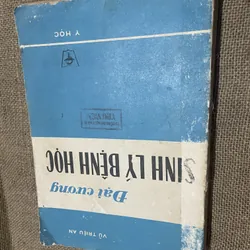 VŨ TRIỆU AN
Đại cương
SINH LÝ BỆNH HỌC
Y HỌC